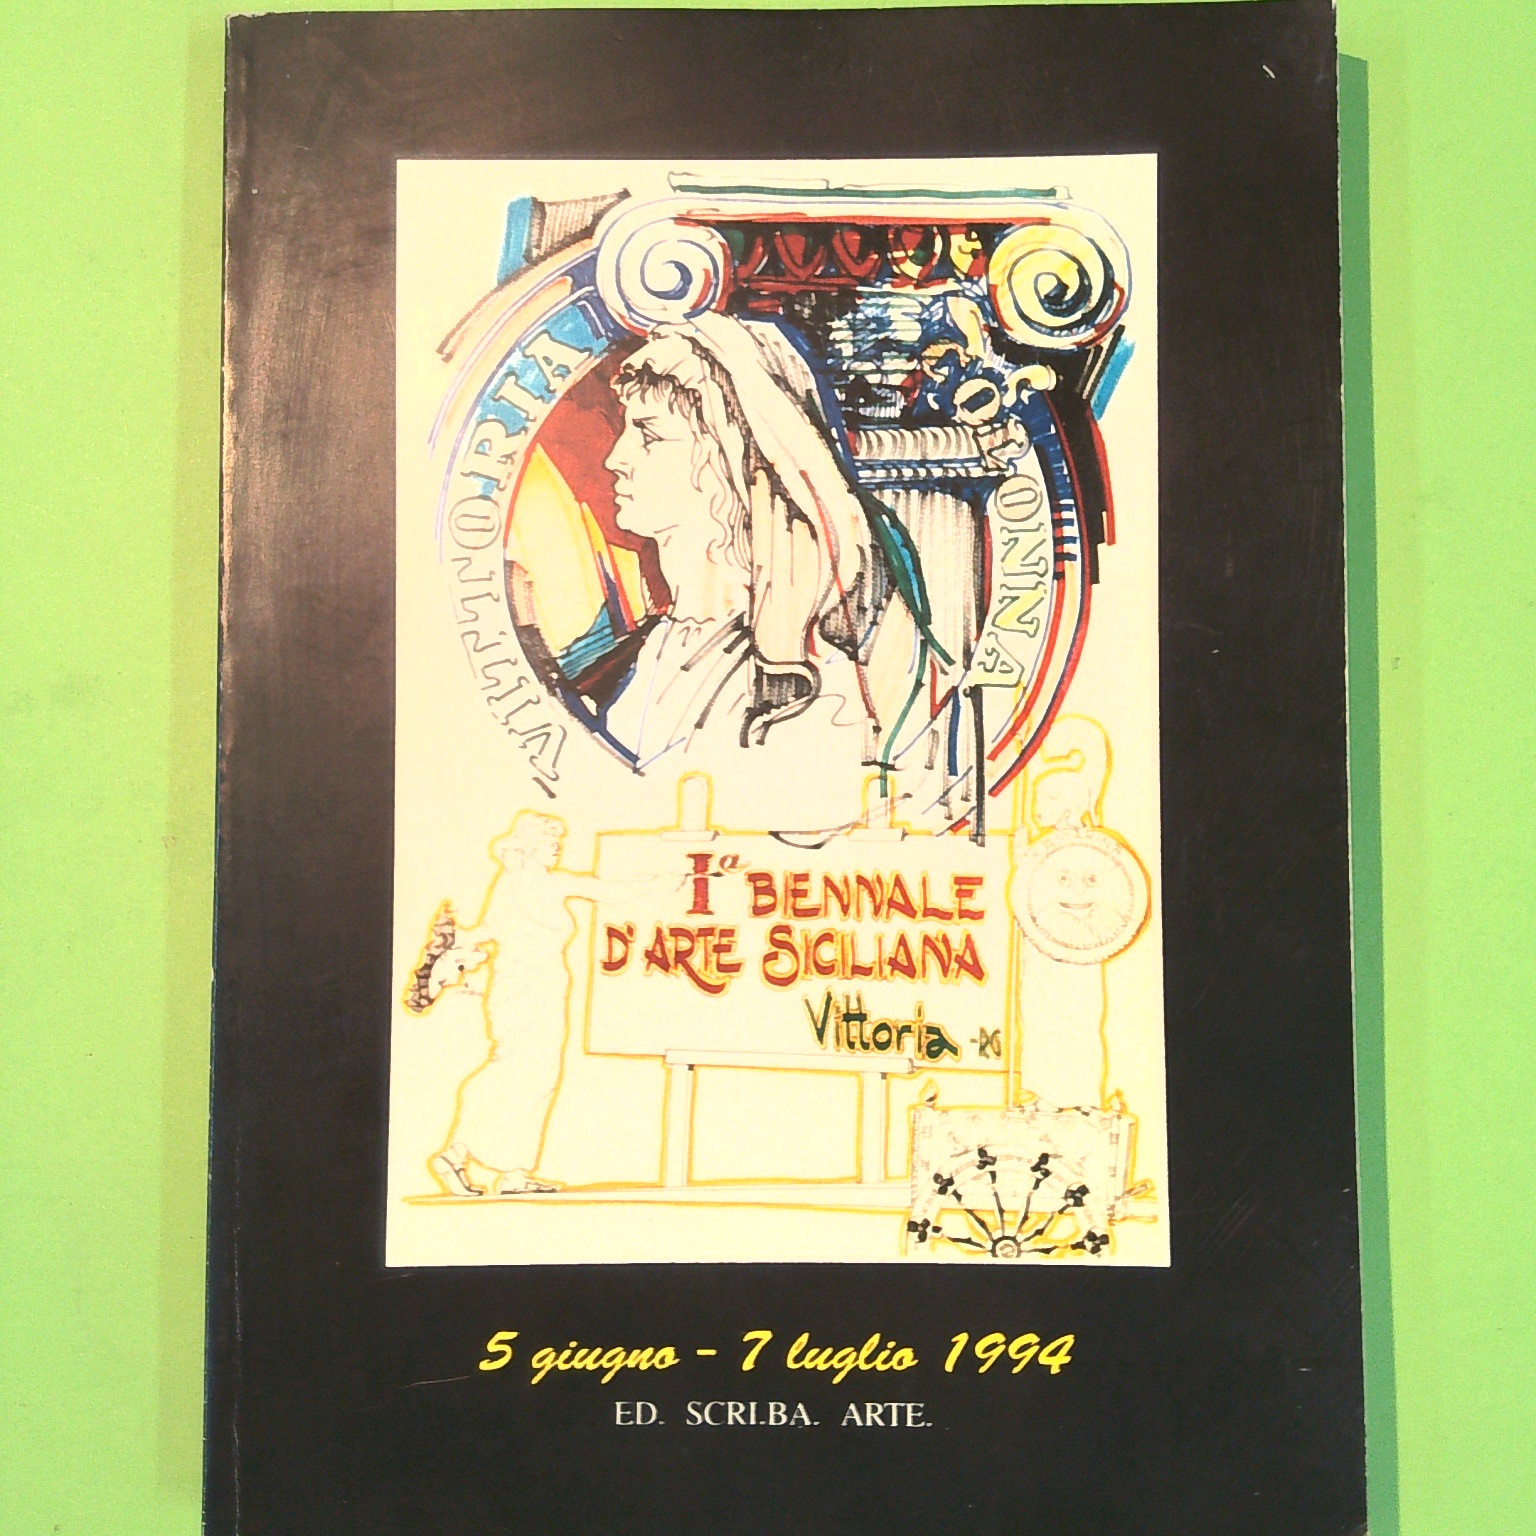 VITTORIA
COLONNA
Iª BIENNALE
D'ARTE SICILIANA
Vittoria -RG
5 giugno - 7 luglio 1994
ED. SCRI.BA. ARTE.